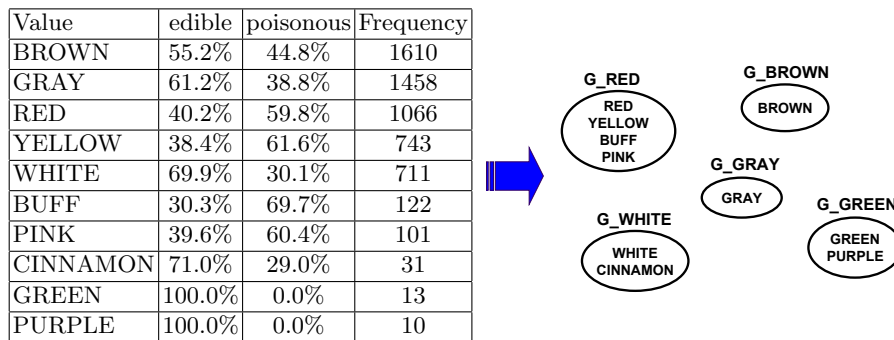 Value edible poisonous Frequency
BROWN 55.2% 44.8% 1610
GRAY 61.2% 38.8% 1458
RED 40.2% 59.8% 1066
YELLOW 38.4% 61.6% 743
WHITE 69.9% 30.1% 711
BUFF 30.3% 69.7% 122
PINK 39.6% 60.4% 101
CINNAMON 71.0% 29.0% 31
GREEN 100.0% 0.0% 13
PURPLE 100.0% 0.0% 10
G_RED
RED
YELLOW
BUFF
PINK
G_BROWN
BROWN
G_GRAY
GRAY
G_WHITE
WHITE
CINNAMON
G_GREEN
GREEN
PURPLE